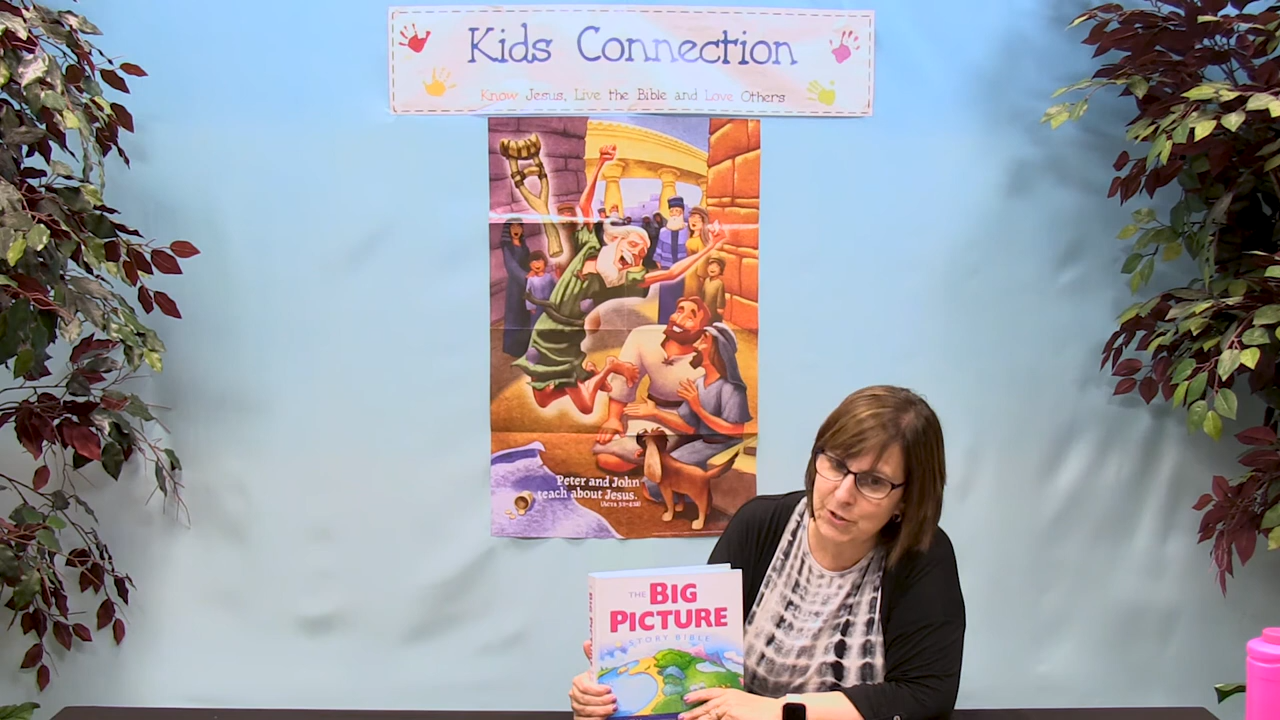 Kids Connection
Know Jesus, Live the Bible and Love Others
Peter and John
teach about Jesus.
THE BIG
PICTURE
STORY BIBLE